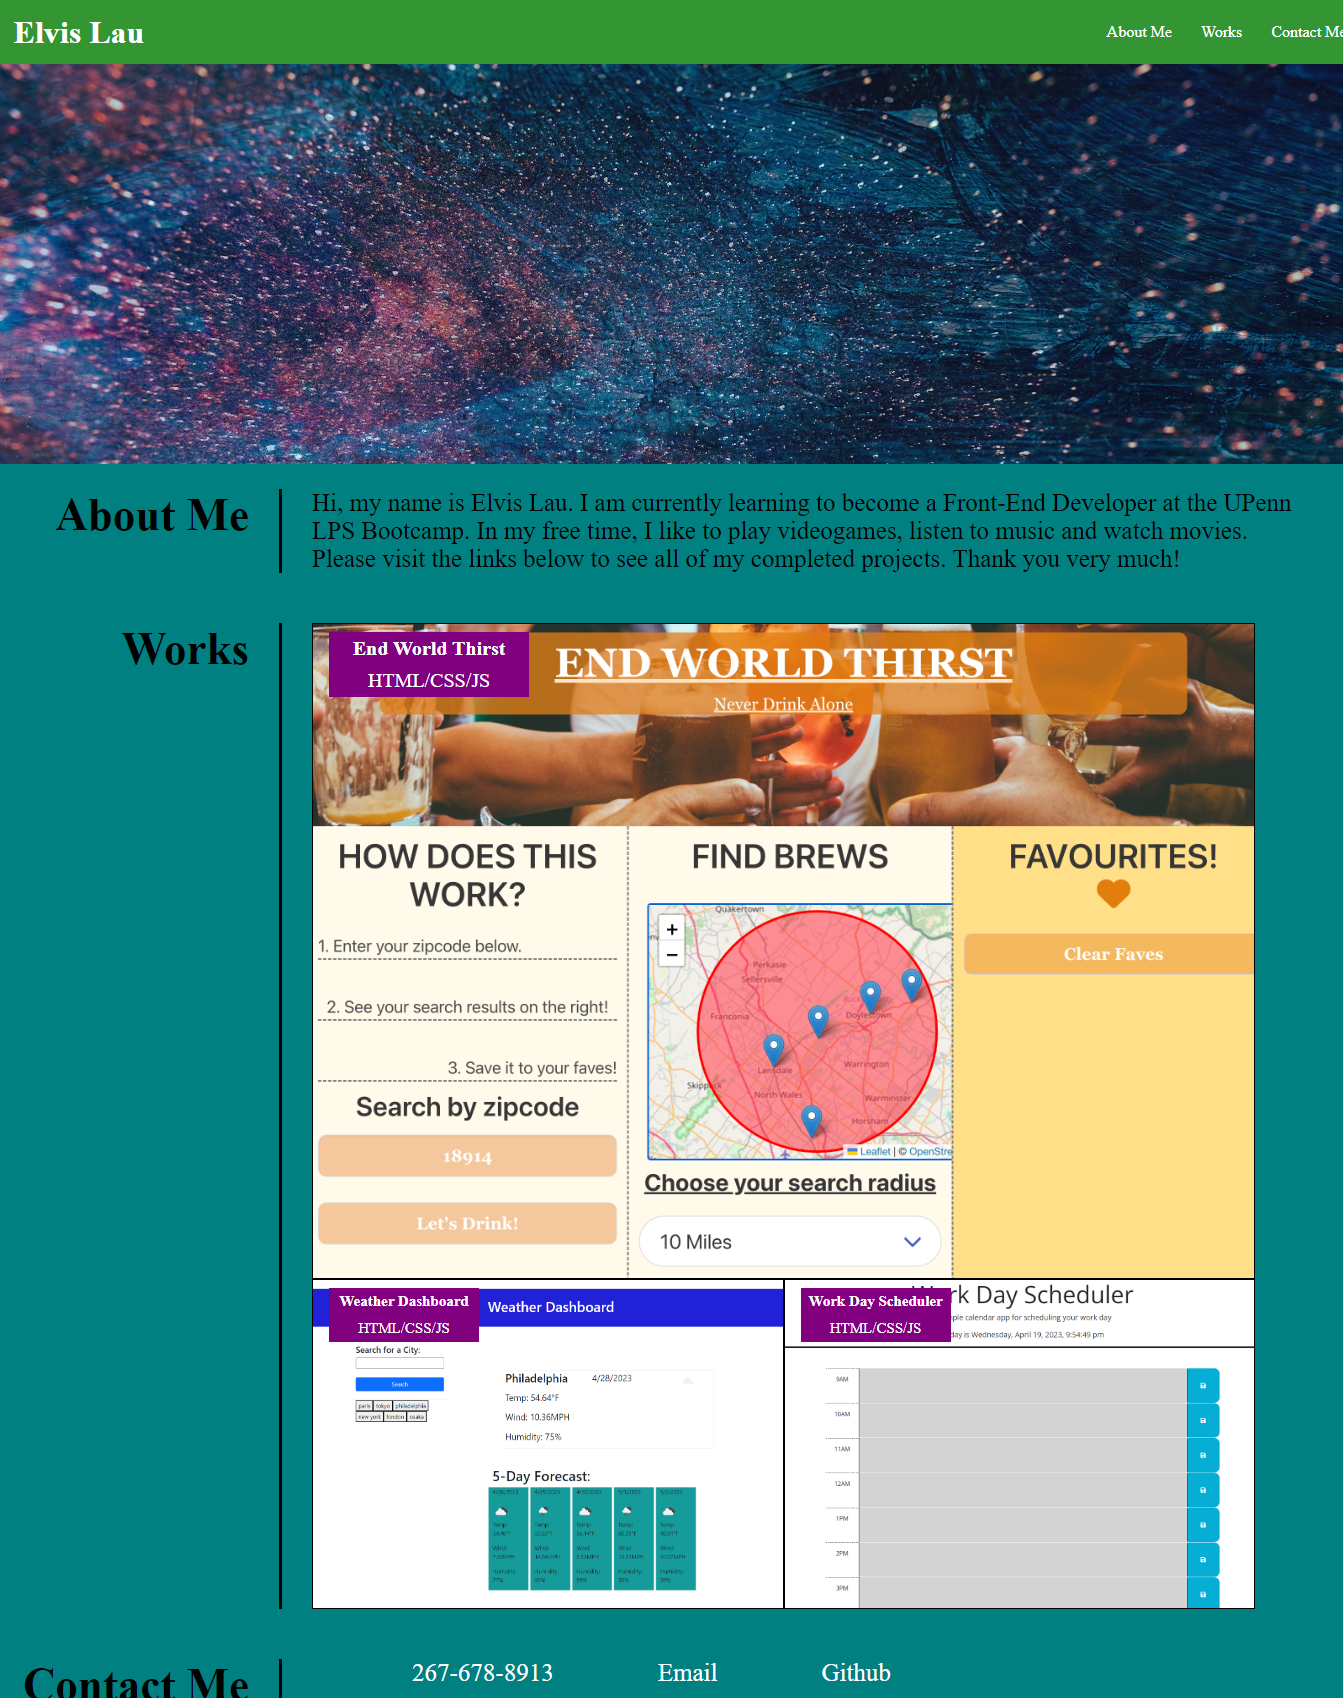 Elvis Lau
About Me
Works
Contact Me
About Me
Hi, my name is Elvis Lau. I am currently learning to become a Front-End Developer at the UPenn
LPS Bootcamp. In my free time, I like to play videogames, listen to music and watch movies.
Please visit the links below to see all of my completed projects. Thank you very much!
Works
End World Thirst
HTML/CSS/JS
END WORLD THIRST
Never Drink Alone
HOW DOES THIS
WORK?
1. Enter your zipcode below.
2. See your search results on the right!
3. Save it to your faves!
Search by zipcode
18914
Let's Drink!
FIND BREWS
+
−
Quakertown
Perkasie
Sellersville
Franconia
Doylestown
Lansdale
Warrington
North Wales
Warminster
Horsham
Leaflet | © OpenStre
Choose your search radius
10 Miles
FAVOURITES!
Clear Faves
Weather Dashboard
HTML/CSS/JS
Weather Dashboard
Search for a City:
Search
paris tokyo philadelphia
new york london osaka
Philadelphia 4/28/2023
Temp: 54.64°F
Wind: 10.36MPH
Humidity: 75%
5-Day Forecast:
Temp:
Wind:
Humidity:
Work Day Scheduler
HTML/CSS/JS
rk Day Scheduler
ple calendar app for scheduling your work day
day is Wednesday, April 19, 2023, 9:54:49 pm
9AM
10AM
11AM
12AM
1PM
2PM
3PM
Contact Me
267-678-8913
Email
Github